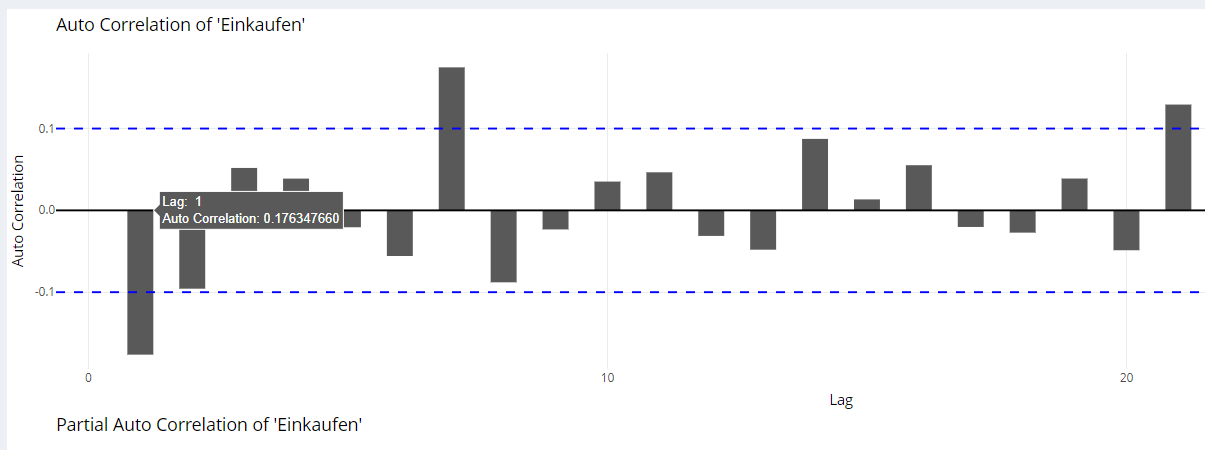 Auto Correlation of 'Einkaufen'
Auto Correlation
0.1
0.0
-0.1
Lag: 1
Auto Correlation: 0.176347660
0
10
20
Lag
Partial Auto Correlation of 'Einkaufen'